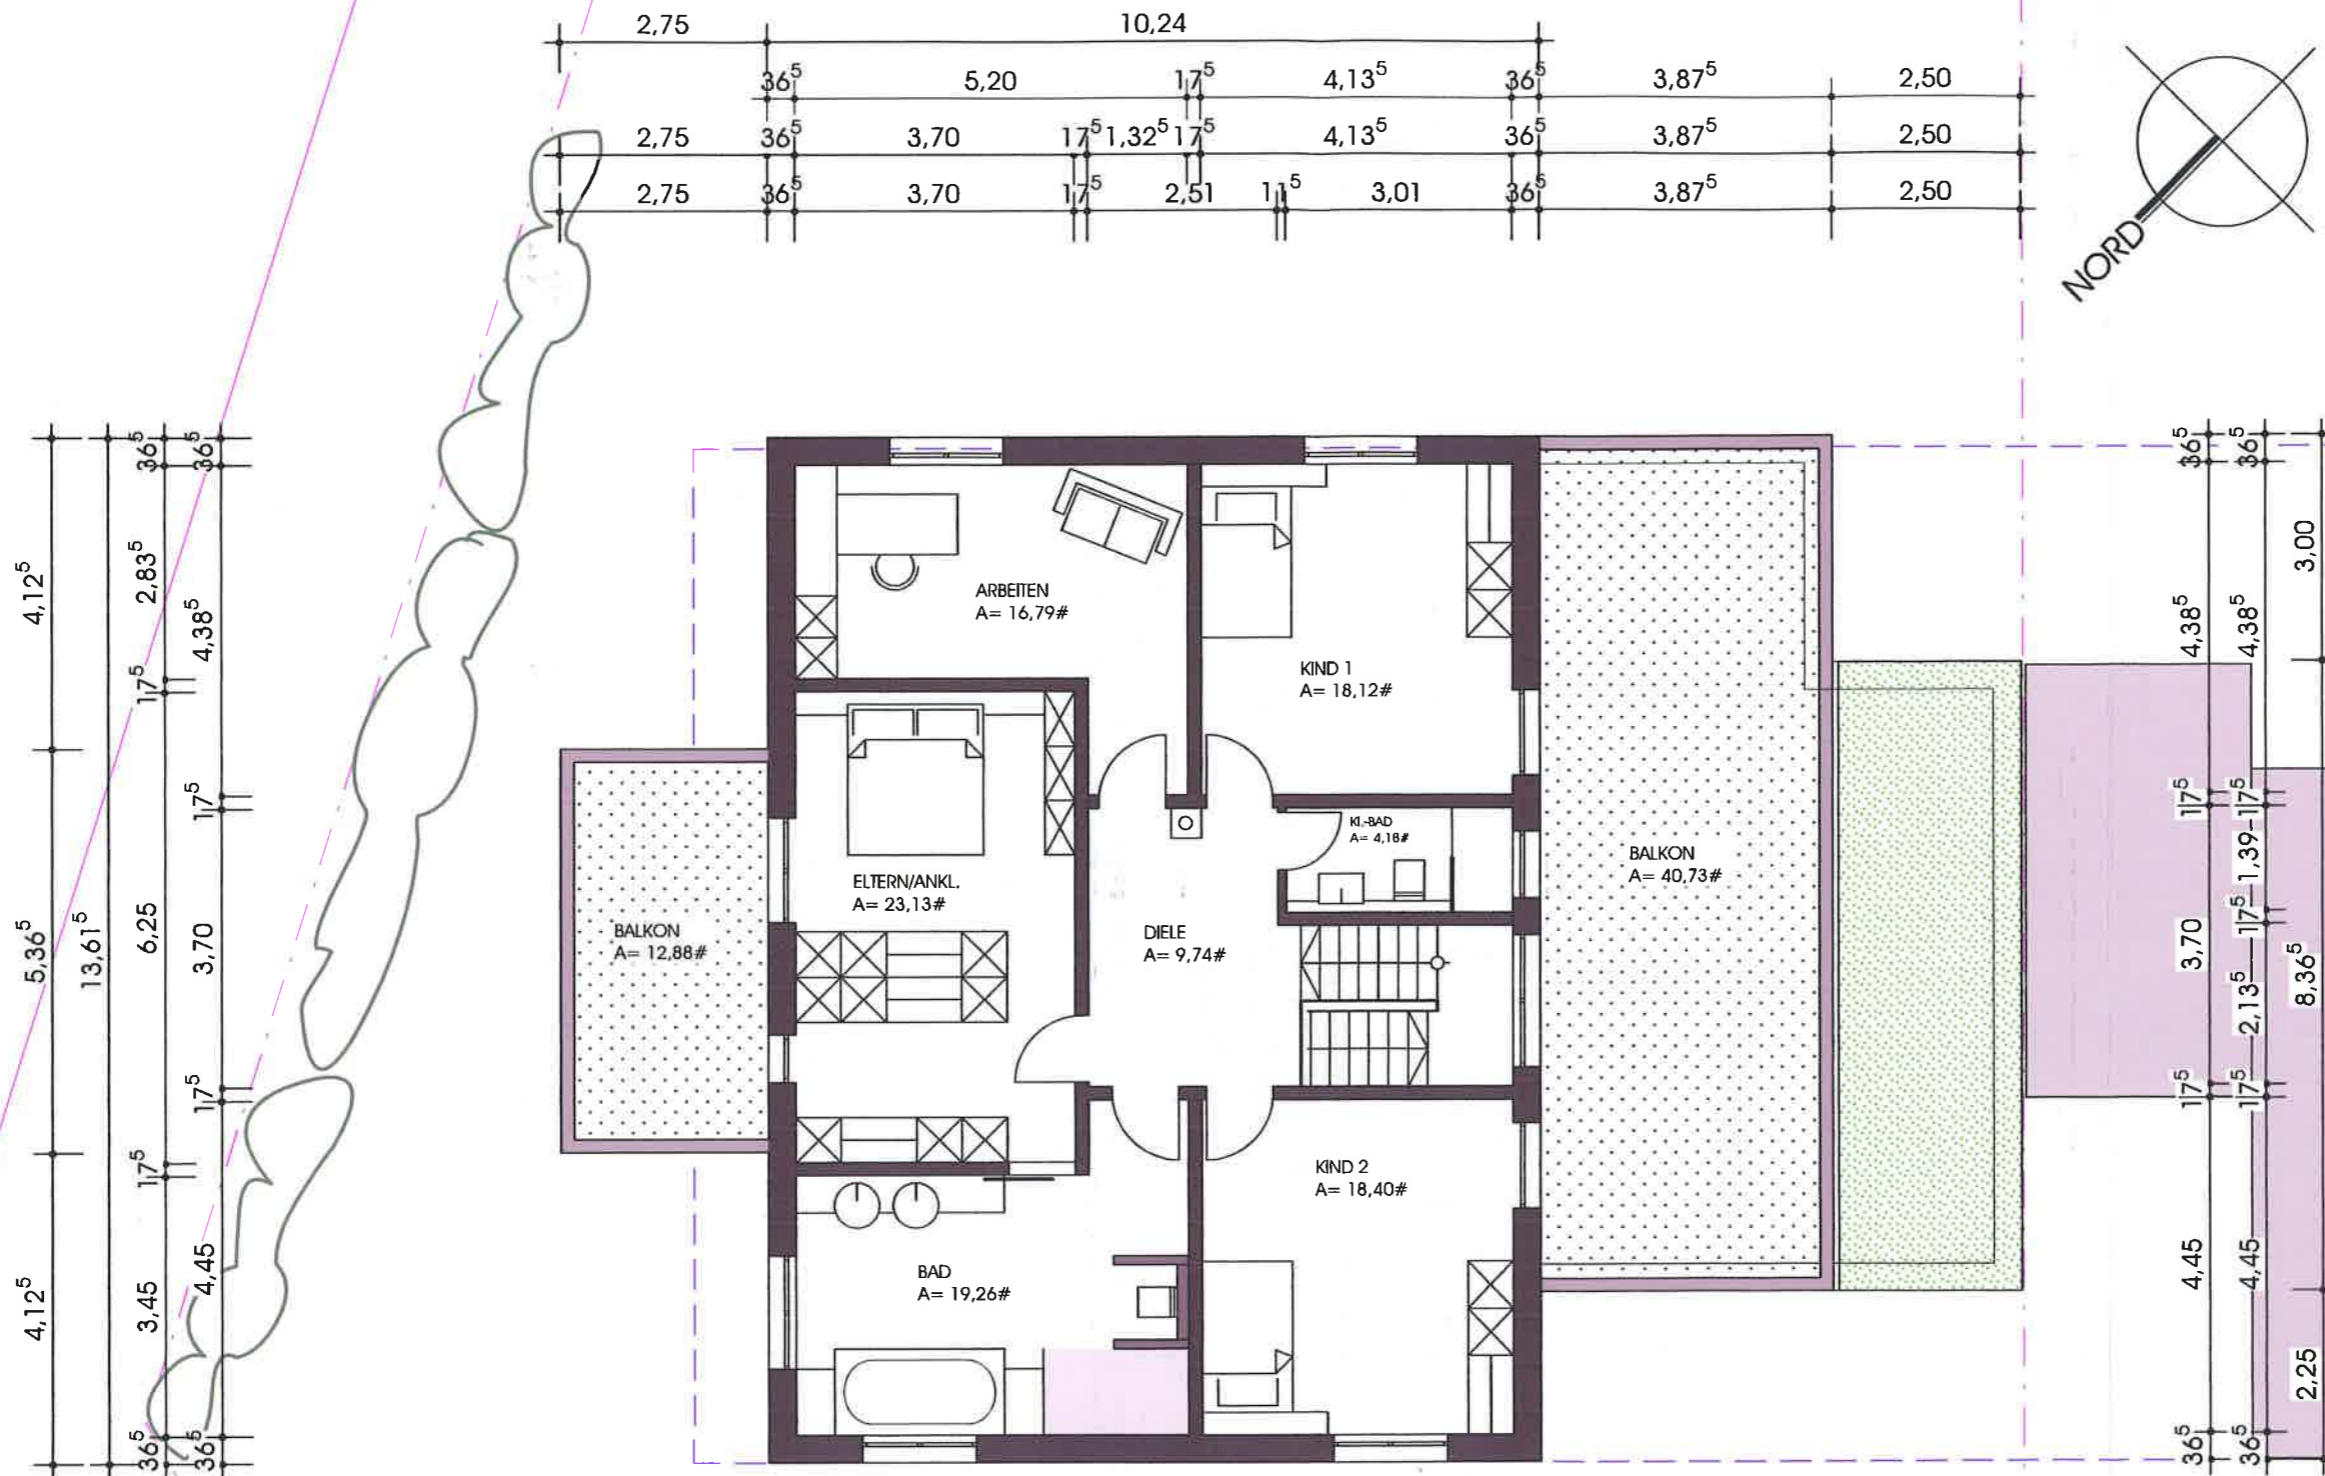 2,75 10,24
36⁵ 5,20 17⁵ 4,13⁵ 36⁵ 3,87⁵ 2,50
2,75 36⁵ 3,70 17⁵ 1,32⁵ 17⁵ 4,13⁵ 36⁵ 3,87⁵ 2,50
2,75 36⁵ 3,70 17⁵ 2,51 11⁵ 3,01 36⁵ 3,87⁵ 2,50
NORD
4,12⁵ 5,36⁵ 4,12⁵
13,61⁵
36⁵ 2,83⁵ 17⁵ 6,25 17⁵ 3,45 36⁵
36⁵ 4,38⁵ 17⁵ 3,70 17⁵ 4,45 36⁵
ARBEITEN
A= 16,79#
KIND 1
A= 18,12#
KL.-BAD
A= 4,18#
ELTERN/ANKL.
A= 23,13#
BALKON
A= 12,88#
DIELE
A= 9,74#
BALKON
A= 40,73#
KIND 2
A= 18,40#
BAD
A= 19,26#
36⁵ 4,38⁵ 17⁵ 3,70 17⁵ 4,45 36⁵
36⁵ 4,38⁵ 17⁵ 1,39 17⁵ 2,13⁵ 17⁵ 4,45 36⁵
3,00 8,36⁵ 2,25